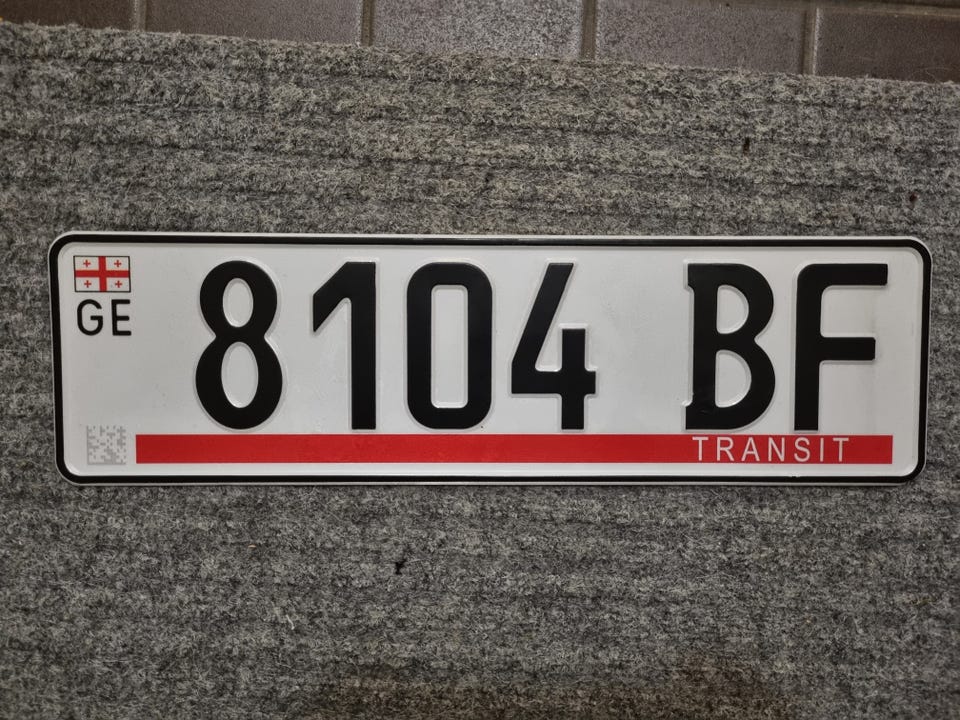 GE
8104 BF
TRANSIT